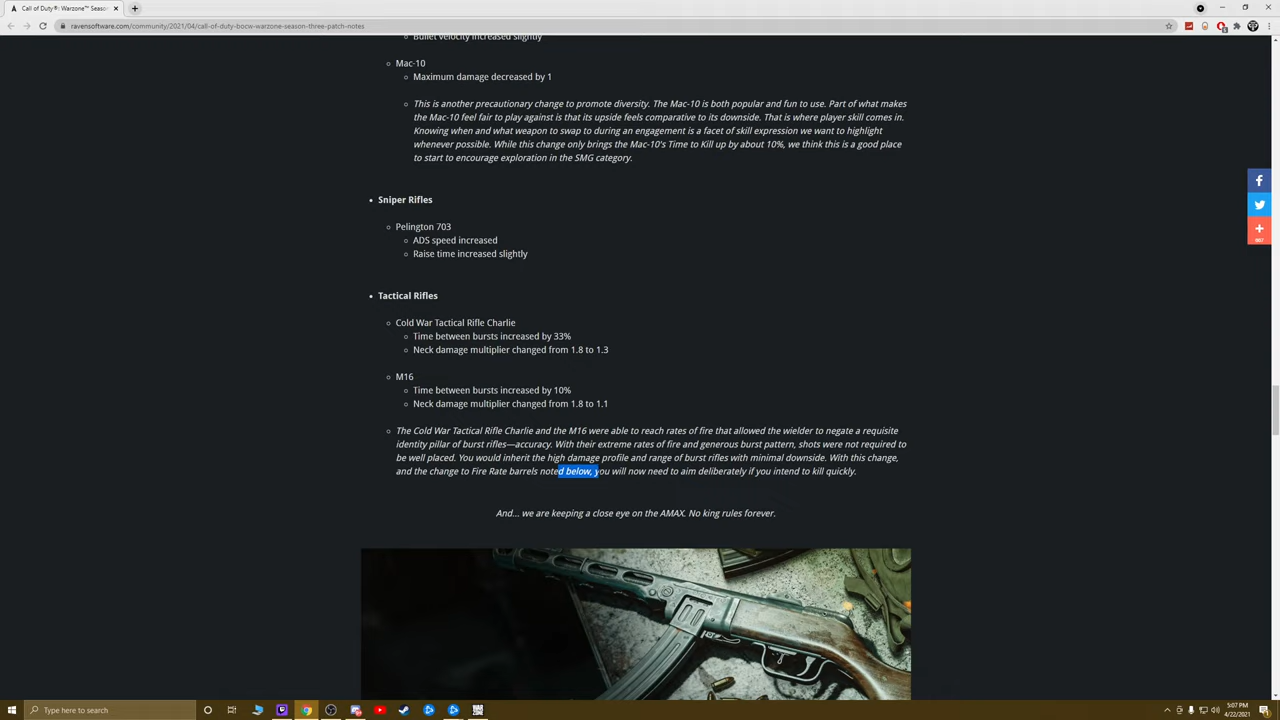 Call of Duty®: Warzone™ Seaso
ravensoftware.com/community/2021/04/call-of-duty-bocw-warzone-season-three-patch-notes
Bullet velocity increased slightly
Mac-10
Maximum damage decreased by 1
This is another precautionary change to promote diversity. The Mac-10 is both popular and fun to use. Part of what makes
the Mac-10 feel fair to play against is that its upside feels comparative to its downside. That is where player skill comes in.
Knowing when and what weapon to swap to during an engagement is a facet of skill expression we want to highlight
whenever possible. While this change only brings the Mac-10's Time to Kill up by about 10%, we think this is a good place
to start to encourage exploration in the SMG category.
Sniper Rifles
Pelington 703
ADS speed increased
Raise time increased slightly
Tactical Rifles
Cold War Tactical Rifle Charlie
Time between bursts increased by 33%
Neck damage multiplier changed from 1.8 to 1.3
M16
Time between bursts increased by 10%
Neck damage multiplier changed from 1.8 to 1.1
The Cold War Tactical Rifle Charlie and the M16 were able to reach rates of fire that allowed the wielder to negate a requisite
identity pillar of burst rifles—accuracy. With their extreme rates of fire and generous burst pattern, shots were not required to
be well placed. You would inherit the high damage profile and range of burst rifles with minimal downside. With this change,
and the change to Fire Rate barrels noted below, you will now need to aim deliberately if you intend to kill quickly.
And... we are keeping a close eye on the AMAX. No king rules forever.
667
Type here to search
5:07 PM
4/22/2021